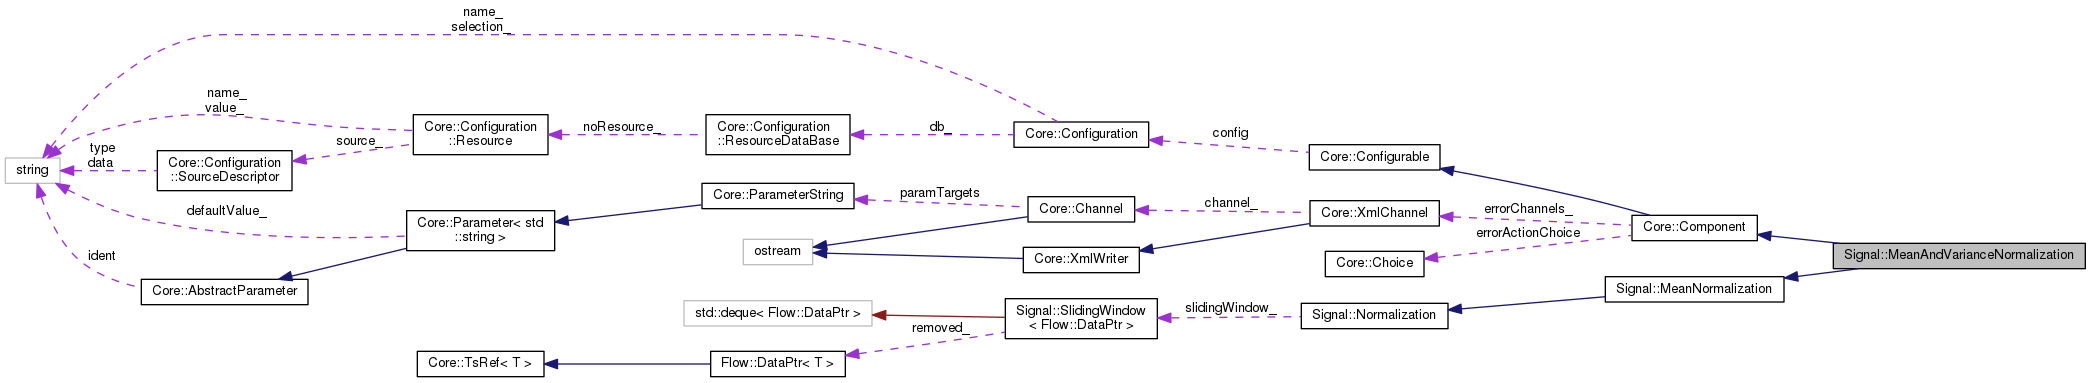 name_
selection_
name_
value_
Core::Configuration
::Resource
noResource_
Core::Configuration
::ResourceDataBase
db_
Core::Configuration
config
Core::Configurable
source_
type
data
string
Core::Configuration
::SourceDescriptor
Core::ParameterString
paramTargets
Core::Channel
channel_
Core::XmlChannel
errorChannels_
errorActionChoice
Core::Component
defaultValue_
Core::Parameter< std
::string >
ostream
Core::XmlWriter
Core::Choice
Signal::MeanAndVarianceNormalization
ident
Core::AbstractParameter
Signal::MeanNormalization
std::deque< Flow::DataPtr >
Signal::SlidingWindow
< Flow::DataPtr >
slidingWindow_
Signal::Normalization
removed_
Core::TsRef< T >
Flow::DataPtr< T >